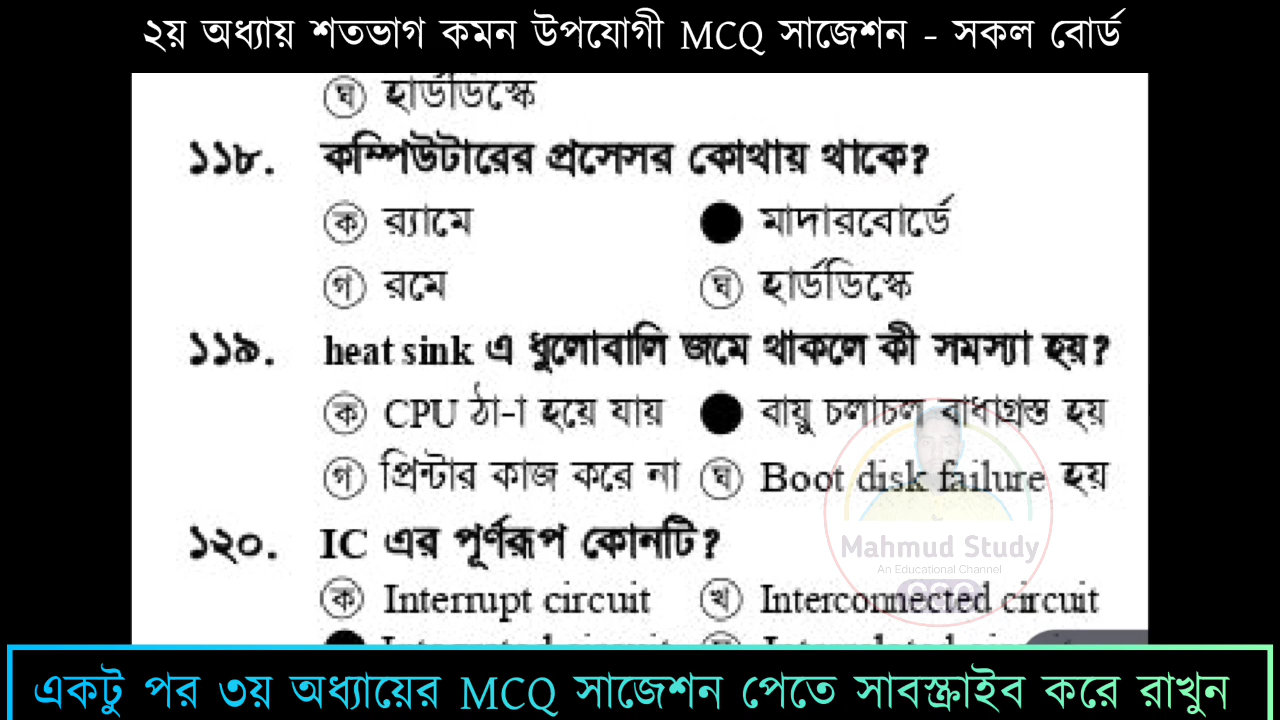 ২য় অধ্যায় শতভাগ কমন উপযোগী MCQ সাজেশন - সকল বোর্ড
ঘ হার্ডডিস্কে
১১৮. কম্পিউটারের প্রসেসর কোথায় থাকে?
ক র‍্যামে মাদারবোর্ডে
গ রমে ঘ হার্ডডিস্কে
১১৯. heat sink এ ধুলোবালি জমে থাকলে কী সমস্যা হয়?
ক CPU ঠা-া হয়ে যায় বায়ু চলাচল বাধাগ্রস্ত হয়
গ প্রিন্টার কাজ করে না ঘ Boot disk failure হয়
১২০. IC এর পূর্ণরূপ কোনটি?
Mahmud Study
An Educational Channel
ক Interrupt circuit খ Interconnected circuit
একটু পর ৩য় অধ্যায়ের MCQ সাজেশন পেতে সাবস্ক্রাইব করে রাখুন